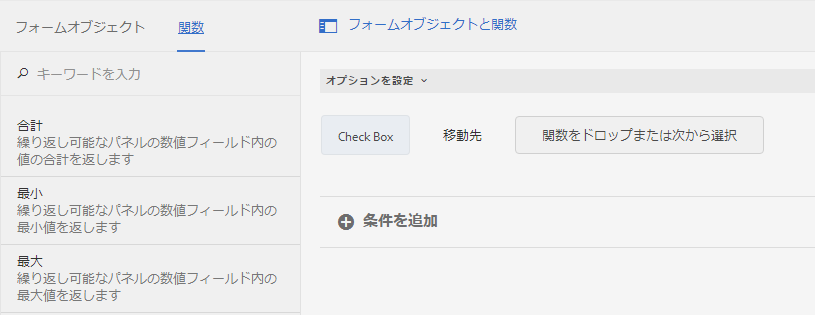 フォームオブジェクト 関数
フォームオブジェクトと関数
キーワードを入力
オプションを設定
Check Box 移動先 関数をドロップまたは次から選択
条件を追加
合計
繰り返し可能なパネルの数値フィールド内の
値の合計を返します
最小
繰り返し可能なパネルの数値フィールド内の
最小値を返します
最大
繰り返し可能なパネルの数値フィールド内の
最大値を返します